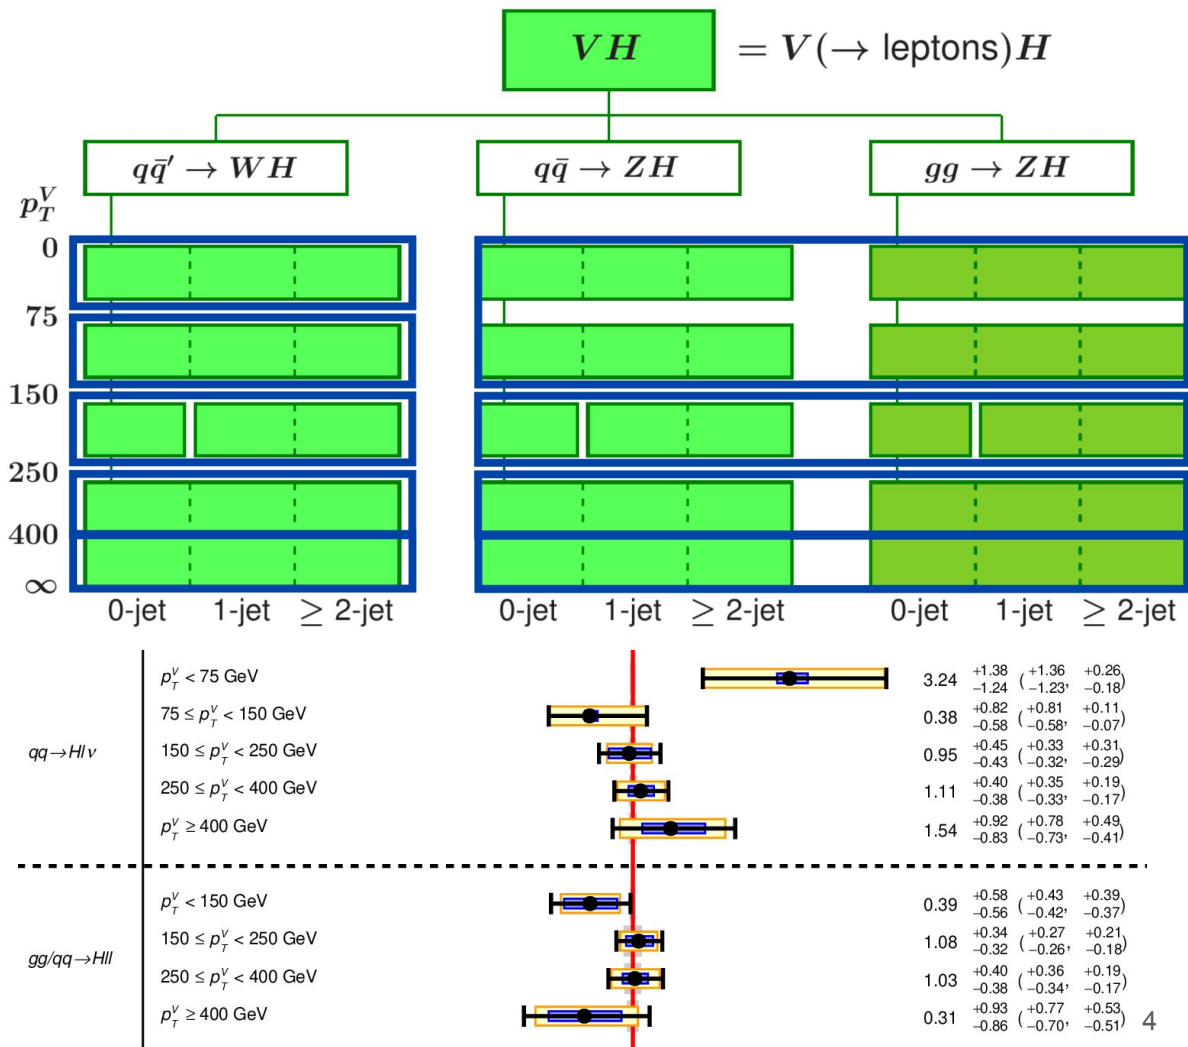 VH = V(→ leptons)H
qq̄′ → WH qq̄ → ZH gg → ZH
p_T^V
0
75
150
250
400
∞
0-jet 1-jet ≥ 2-jet 0-jet 1-jet ≥ 2-jet 0-jet 1-jet ≥ 2-jet
p_T^V < 75 GeV 3.24 +1.38 −1.24 ( +1.36 −1.23, +0.26 −0.18 )
75 ≤ p_T^V < 150 GeV 0.38 +0.82 −0.58 ( +0.81 −0.58, +0.11 −0.07 )
qq→Hlν 150 ≤ p_T^V < 250 GeV 0.95 +0.45 −0.43 ( +0.33 −0.32, +0.31 −0.29 )
250 ≤ p_T^V < 400 GeV 1.11 +0.40 −0.38 ( +0.35 −0.33, +0.19 −0.17 )
p_T^V ≥ 400 GeV 1.54 +0.92 −0.83 ( +0.78 −0.73, +0.49 −0.41 )
p_T^V < 150 GeV 0.39 +0.58 −0.56 ( +0.43 −0.42, +0.39 −0.37 )
150 ≤ p_T^V < 250 GeV 1.08 +0.34 −0.32 ( +0.27 −0.26, +0.21 −0.18 )
gg/qq→Hll 250 ≤ p_T^V < 400 GeV 1.03 +0.40 −0.38 ( +0.36 −0.34, +0.19 −0.17 )
p_T^V ≥ 400 GeV 0.31 +0.93 −0.86 ( +0.77 −0.70, +0.53 −0.51 ) 4